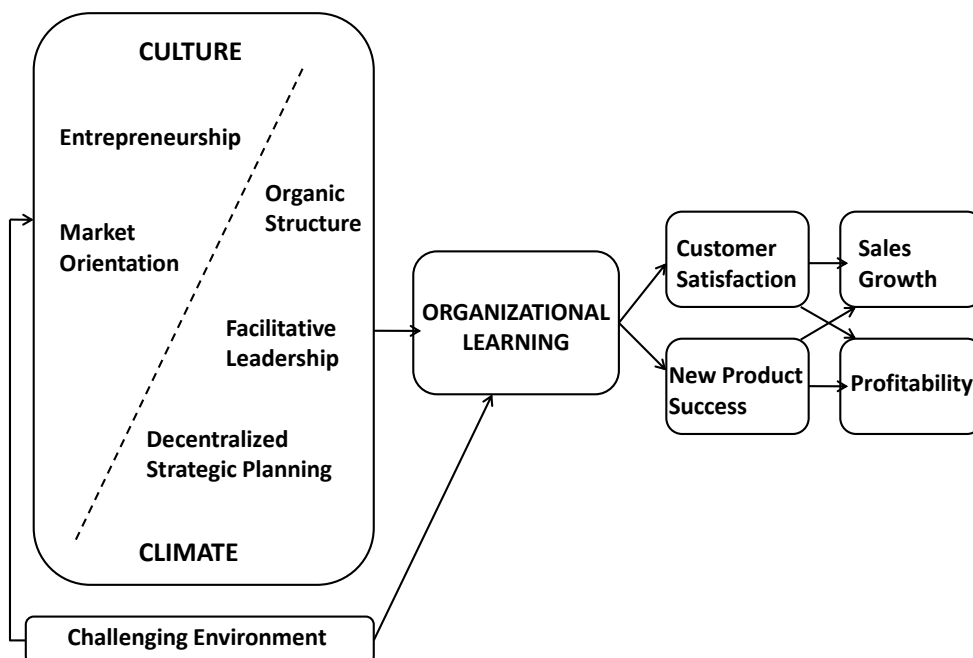 CULTURE
Entrepreneurship
Organic
Structure
Market
Orientation
Facilitative
Leadership
Decentralized
Strategic Planning
CLIMATE
Challenging Environment
ORGANIZATIONAL
LEARNING
Customer
Satisfaction
Sales
Growth
New Product
Success
Profitability